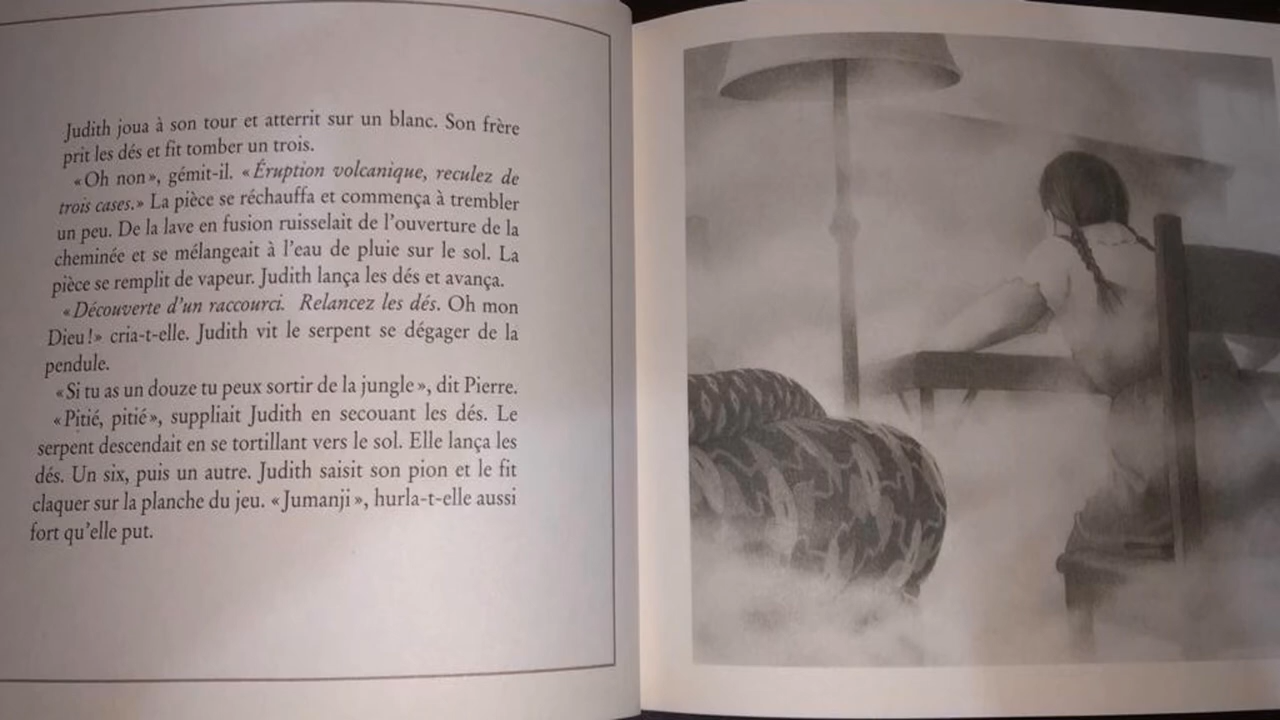 Judith joua à son tour et atterrit sur un blanc. Son frère
prit les dés et fit tomber un trois.
«Oh non», gémit-il. «Éruption volcanique, reculez de
trois cases.» La pièce se réchauffa et commença à trembler
un peu. De la lave en fusion ruisselait de l'ouverture de la
cheminée et se mélangeait à l'eau de pluie sur le sol. La
pièce se remplit de vapeur. Judith lança les dés et avança.
«Découverte d'un raccourci. Relancez les dés. Oh mon
Dieu!» cria-t-elle. Judith vit le serpent se dégager de la
pendule.
«Si tu as un douze tu peux sortir de la jungle», dit Pierre.
«Pitié, pitié», suppliait Judith en secouant les dés. Le
serpent descendait en se tortillant vers le sol. Elle lança les
dés. Un six, puis un autre. Judith saisit son pion et le fit
claquer sur la planche du jeu. «Jumanji», hurla-t-elle aussi
fort qu'elle put.